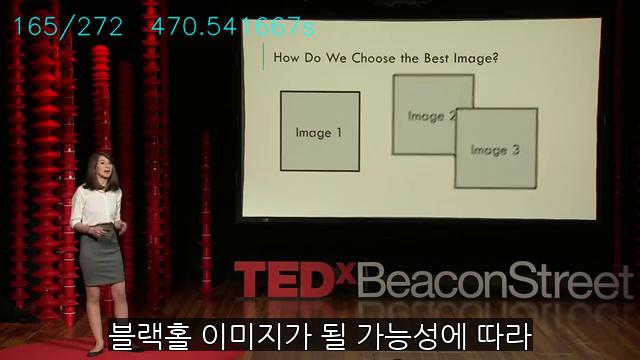 165/272 470.541667s
How Do We Choose the Best Image?
Image 1
Image 2
Image 3
TEDxBeaconStreet
블랙홀 이미지가 될 가능성에 따라